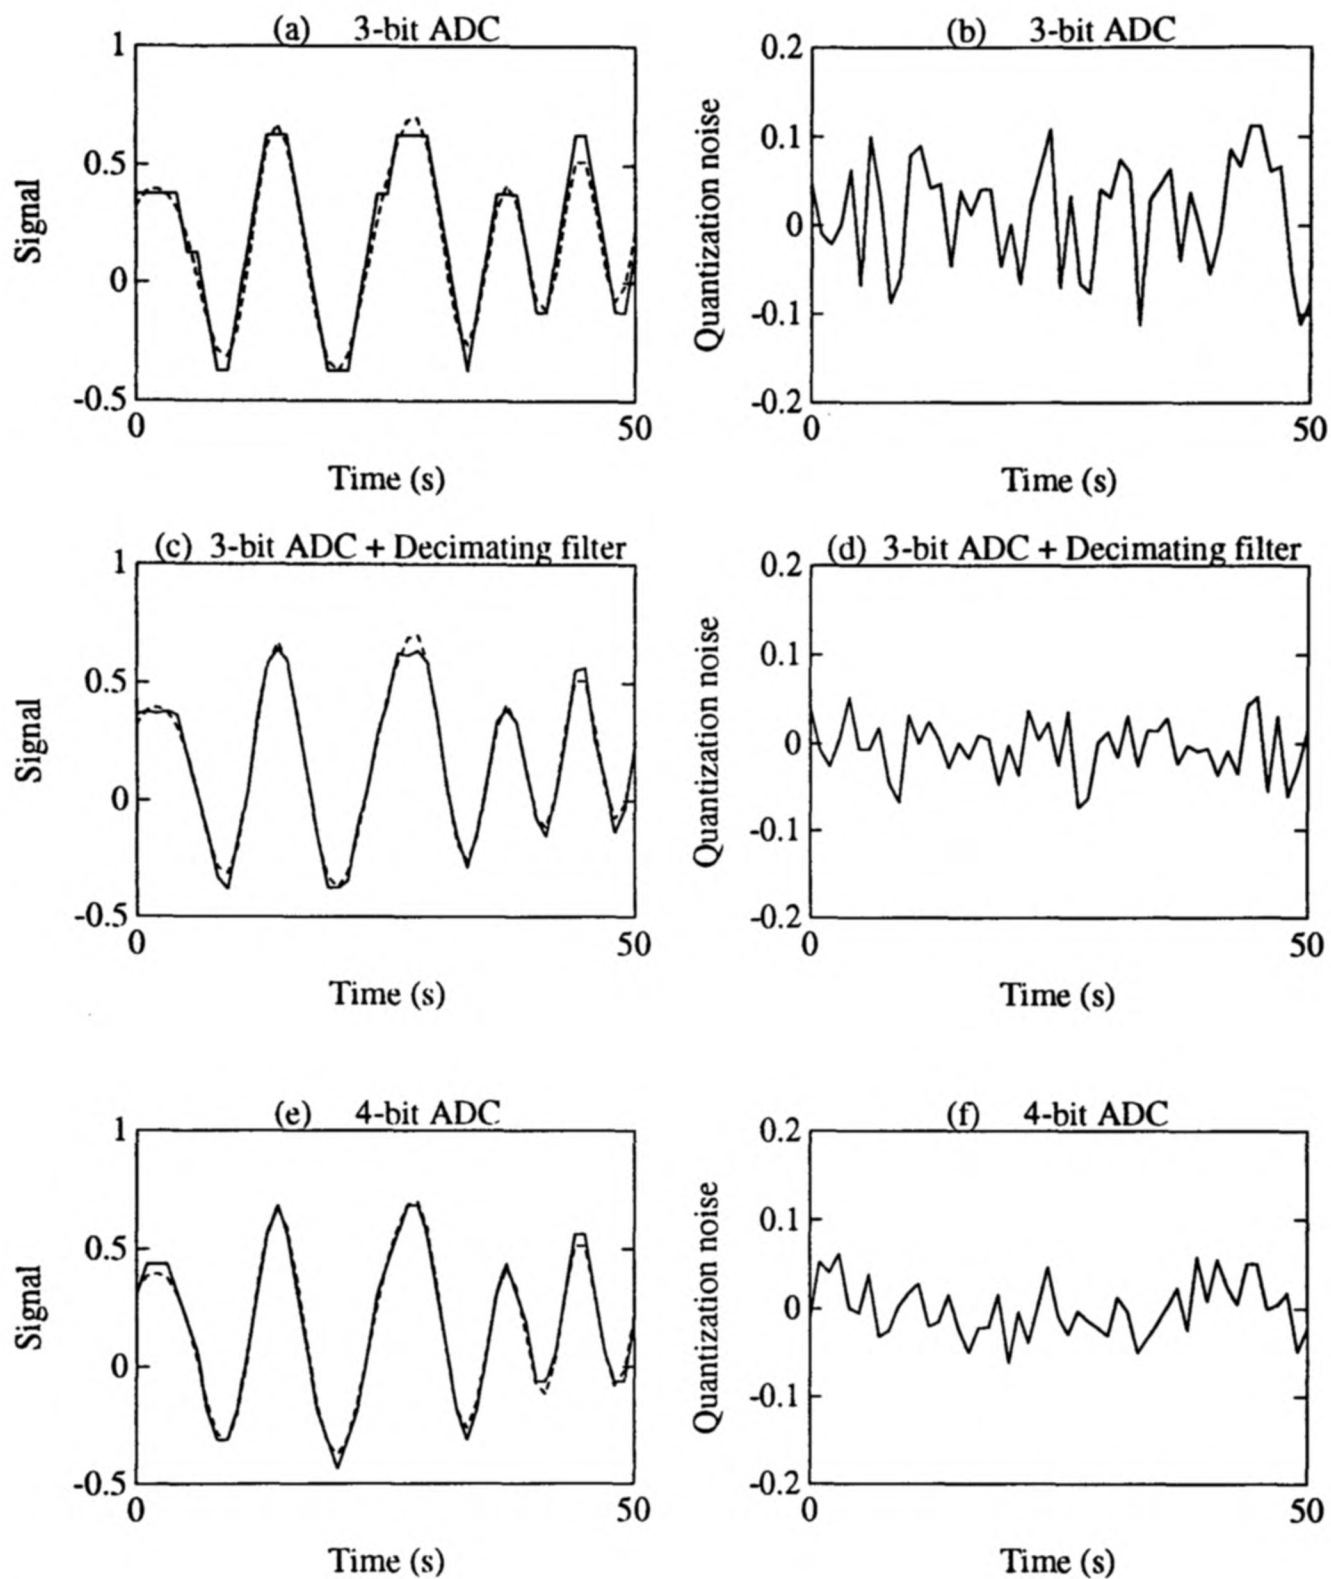 (a) 3-bit ADC
1
0.5
0
-0.5
Signal
0
50
Time (s)
(b) 3-bit ADC
0.2
0.1
0
-0.1
-0.2
Quantization noise
0
50
Time (s)
(c) 3-bit ADC + Decimating filter
1
0.5
0
-0.5
Signal
0
50
Time (s)
(d) 3-bit ADC + Decimating filter
0.2
0.1
0
-0.1
-0.2
Quantization noise
0
50
Time (s)
(e) 4-bit ADC
1
0.5
0
-0.5
Signal
0
50
Time (s)
(f) 4-bit ADC
0.2
0.1
0
-0.1
-0.2
Quantization noise
0
50
Time (s)